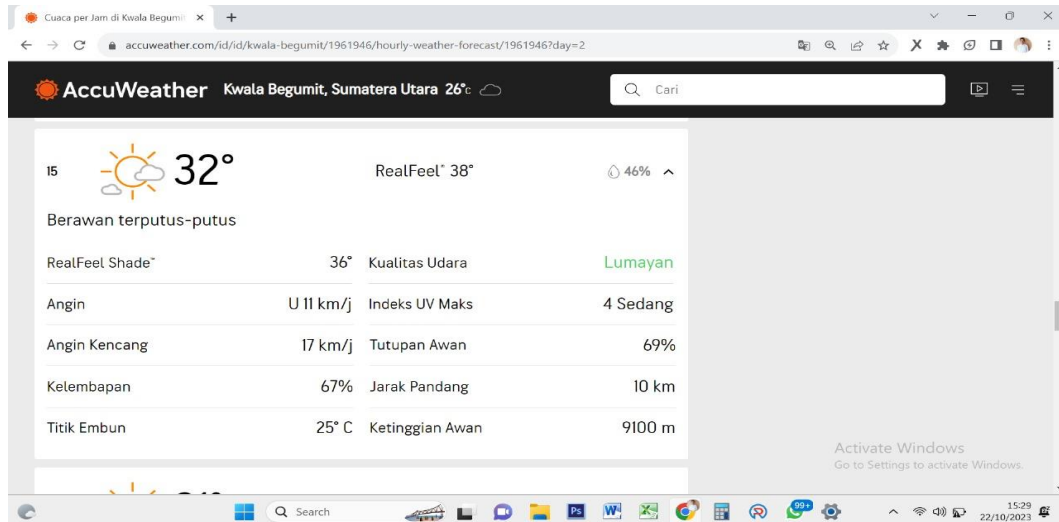 Cuaca per Jam di Kwala Begumit
accuweather.com/id/id/kwala-begumit/1961946/hourly-weather-forecast/1961946?day=2
AccuWeather Kwala Begumit, Sumatera Utara 26°c
Cari
15 32° RealFeel® 38° 46%
Berawan terputus-putus
RealFeel Shade™ 36° Kualitas Udara Lumayan
Angin U 11 km/j Indeks UV Maks 4 Sedang
Angin Kencang 17 km/j Tutupan Awan 69%
Kelembapan 67% Jarak Pandang 10 km
Titik Embun 25° C Ketinggian Awan 9100 m
Activate Windows
Go to Settings to activate Windows.
Search 99+ 15:29
22/10/2023